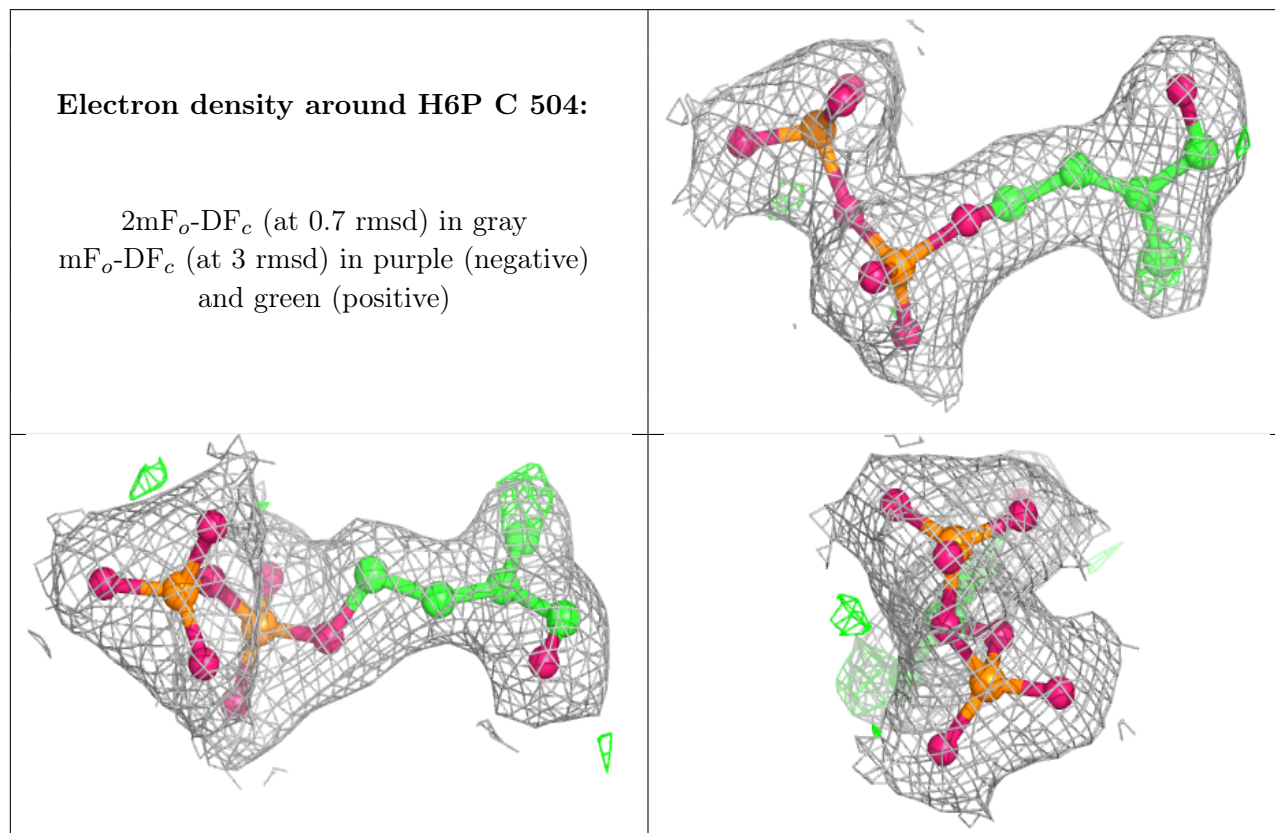 Electron density around H6P C 504:
2mFo-DFc (at 0.7 rmsd) in gray
mFo-DFc (at 3 rmsd) in purple (negative)
and green (positive)